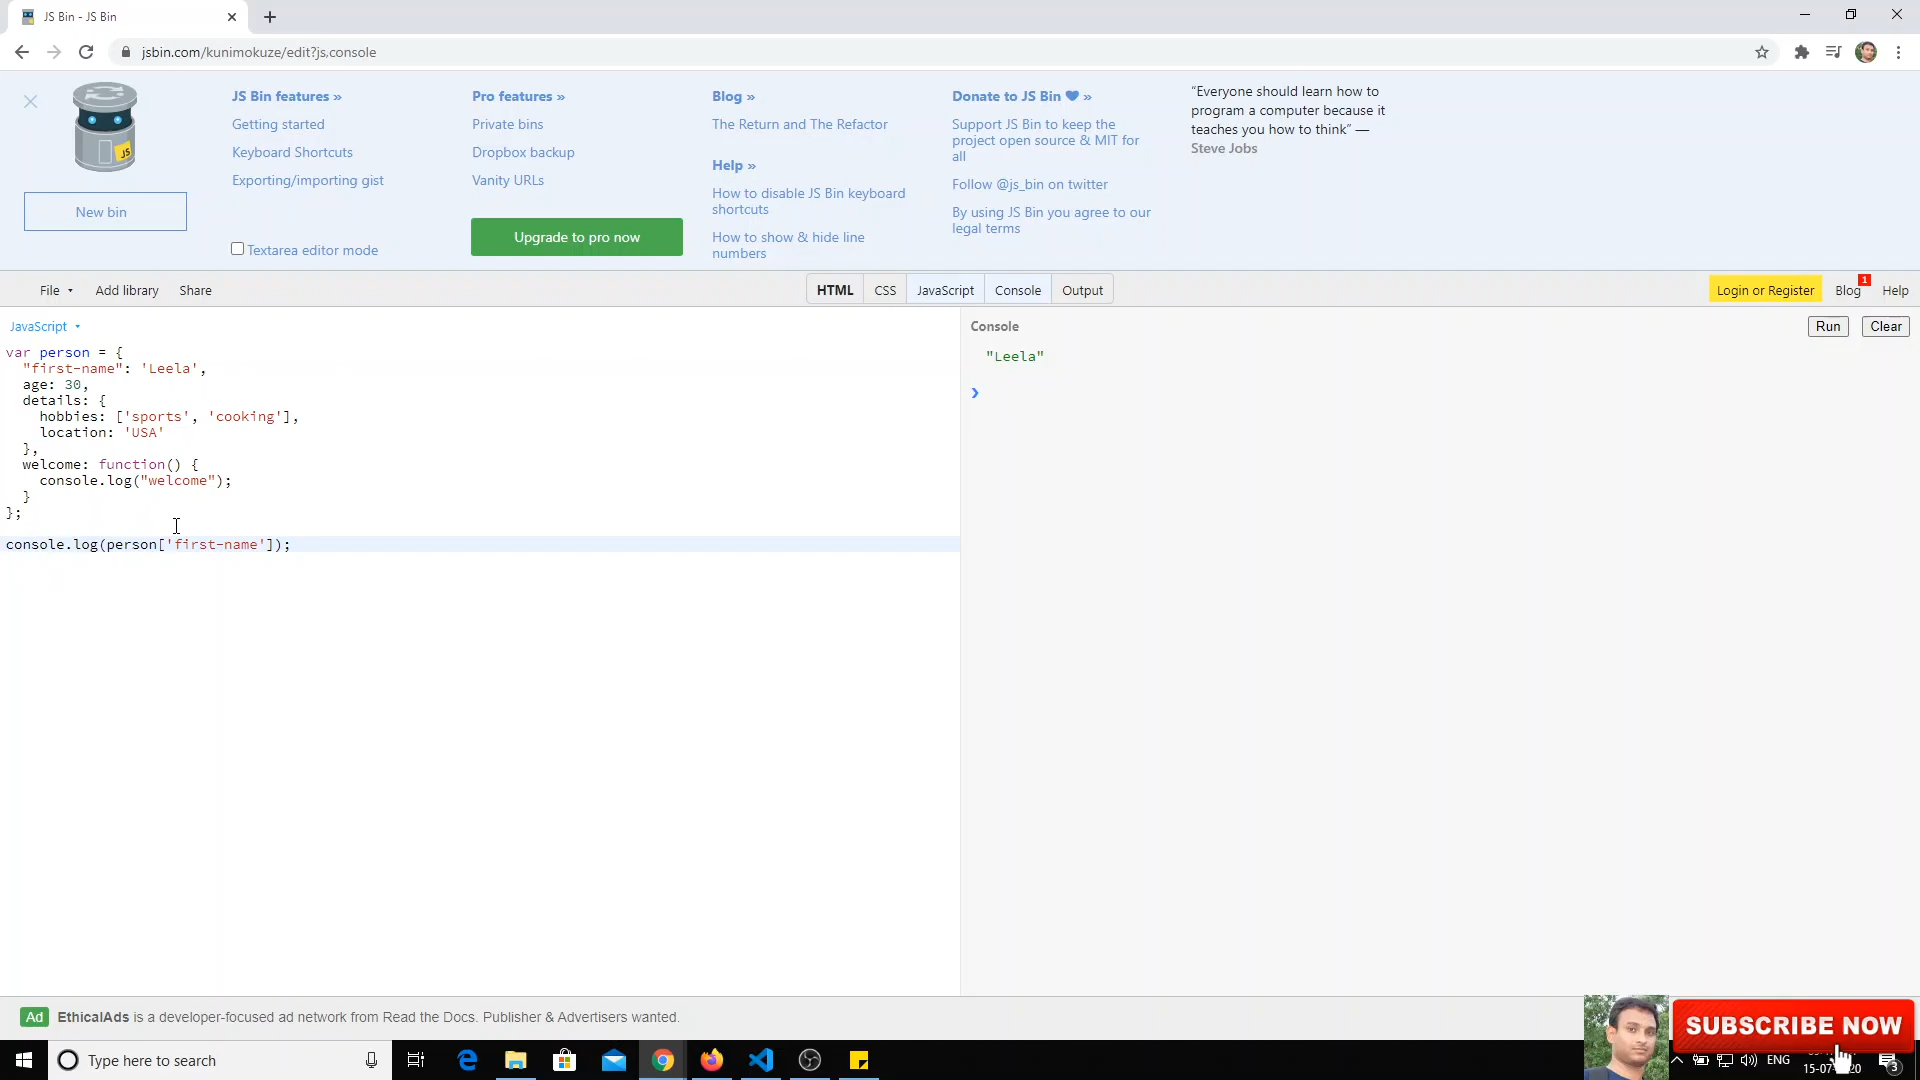 JS Bin - JS Bin
jsbin.com/kunimokuze/edit?js,console
JS
New bin
JS Bin features »
Getting started
Keyboard Shortcuts
Exporting/importing gist
Textarea editor mode
Pro features »
Private bins
Dropbox backup
Vanity URLs
Upgrade to pro now
Blog »
The Return and The Refactor
Help »
How to disable JS Bin keyboard
shortcuts
How to show & hide line
numbers
Donate to JS Bin ♥ »
Support JS Bin to keep the
project open source & MIT for
all
Follow @js_bin on twitter
By using JS Bin you agree to our
legal terms
“Everyone should learn how to
program a computer because it
teaches you how to think” —
Steve Jobs
File Add library Share HTML CSS JavaScript Console Output Login or Register Blog 1 Help
JavaScript
var person = {
  "first-name": 'Leela',
  age: 30,
  details: {
    hobbies: ['sports', 'cooking'],
    location: 'USA'
  },
  welcome: function() {
    console.log("welcome");
  }
};
console.log(person['first-name']);
Console Run Clear
"Leela"
Ad EthicalAds is a developer-focused ad network from Read the Docs. Publisher & Advertisers wanted.
SUBSCRIBE NOW
Type here to search
ENG
3